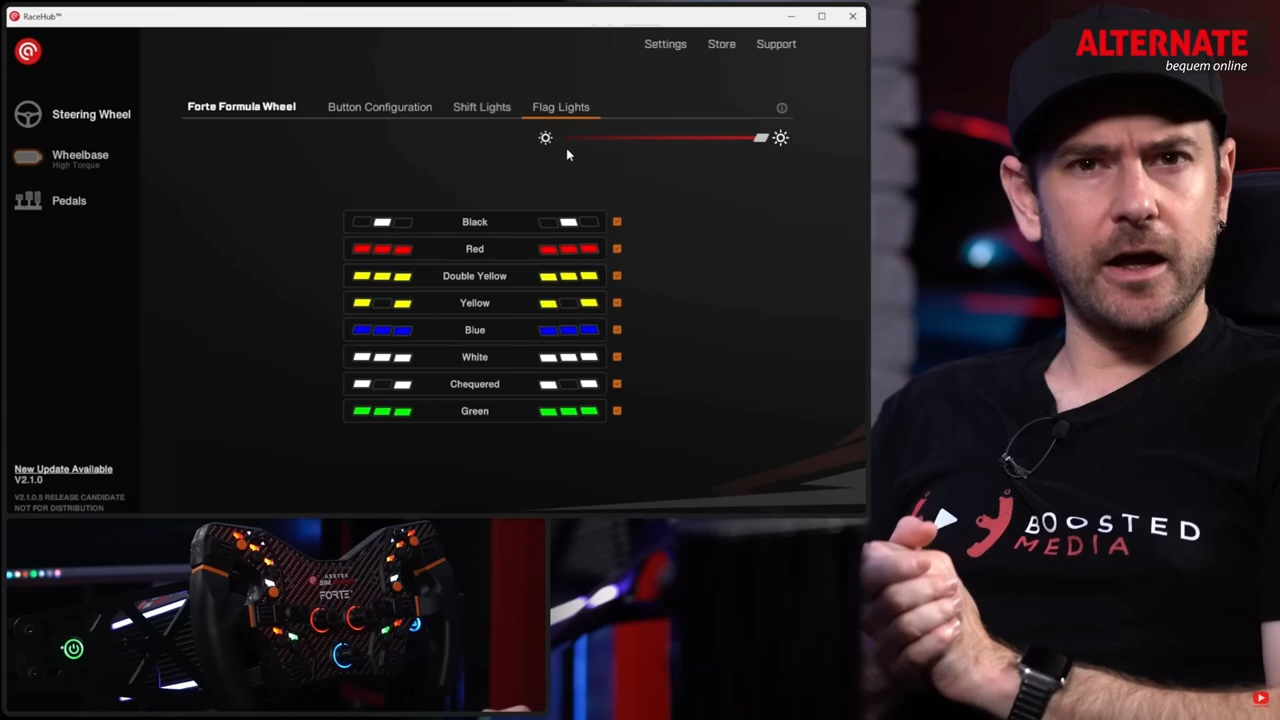 RaceHub™
ALTERNATE
bequem online
Settings
Store
Support
Steering Wheel
Wheelbase
High Torque
Pedals
Forte Formula Wheel
Button Configuration
Shift Lights
Flag Lights
Black
Red
Double Yellow
Yellow
Blue
White
Chequered
Green
New Update Available
V2.1.0
V2.1.0.5 RELEASE CANDIDATE
NOT FOR DISTRIBUTION
ASETEK
SIM
FORTE
BOOSTED
MEDIA